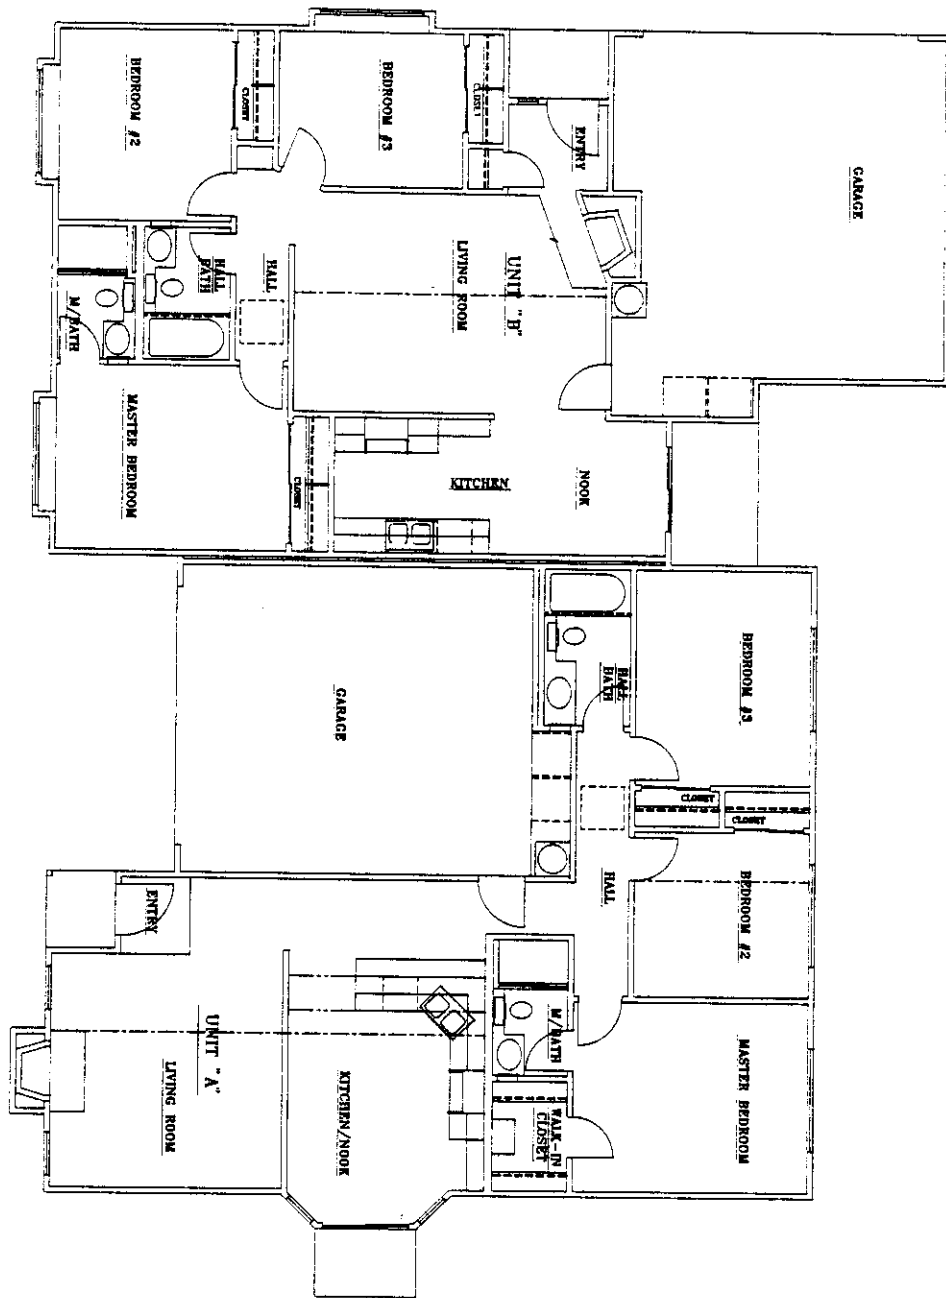 BEDROOM #2
CLOSET
BEDROOM #3
CLOSET
ENTRY
GARAGE
LIVING ROOM
UNIT "B"
HALL
HALL
BATH
M/BATH
MASTER BEDROOM
CLOSET
KITCHEN
NOOK
GARAGE
HALL
BATH
BEDROOM #3
CLOSET
CLOSET
HALL
BEDROOM #2
ENTRY
UNIT "A"
LIVING ROOM
KITCHEN/NOOK
M/BATH
WALK-IN
CLOSET
MASTER BEDROOM